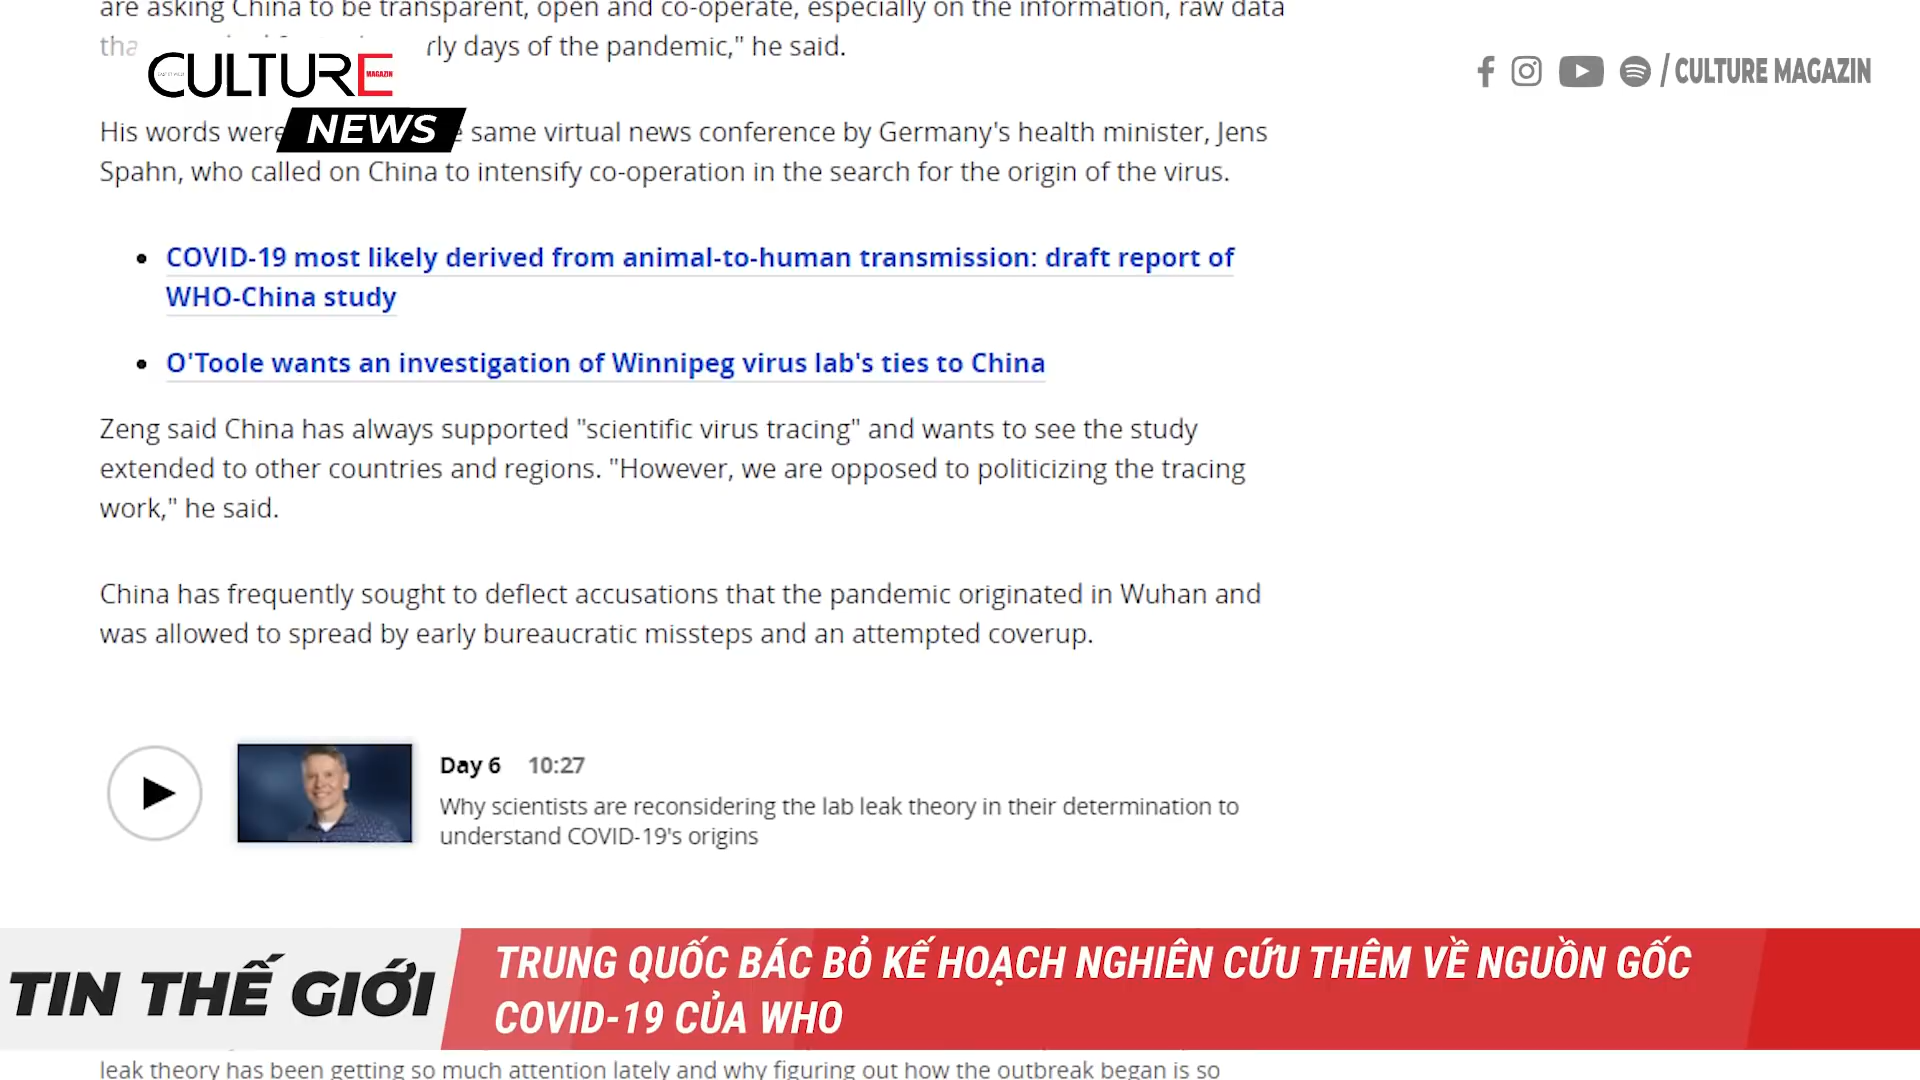 are asking China to be transparent, open and co-operate, especially on the information, raw data
rly days of the pandemic," he said.
CULTURE
MAGAZIN
NEWS
/ CULTURE MAGAZIN
His words were same virtual news conference by Germany's health minister, Jens
Spahn, who called on China to intensify co-operation in the search for the origin of the virus.
• COVID-19 most likely derived from animal-to-human transmission: draft report of
WHO-China study
• O'Toole wants an investigation of Winnipeg virus lab's ties to China
Zeng said China has always supported "scientific virus tracing" and wants to see the study
extended to other countries and regions. "However, we are opposed to politicizing the tracing
work," he said.
China has frequently sought to deflect accusations that the pandemic originated in Wuhan and
was allowed to spread by early bureaucratic missteps and an attempted coverup.
Day 6 10:27
Why scientists are reconsidering the lab leak theory in their determination to
understand COVID-19's origins
TIN THẾ GIỚI
TRUNG QUỐC BÁC BỎ KẾ HOẠCH NGHIÊN CỨU THÊM VỀ NGUỒN GỐC
COVID-19 CỦA WHO
leak theory has been getting so much attention lately and why figuring out how the outbreak began is so